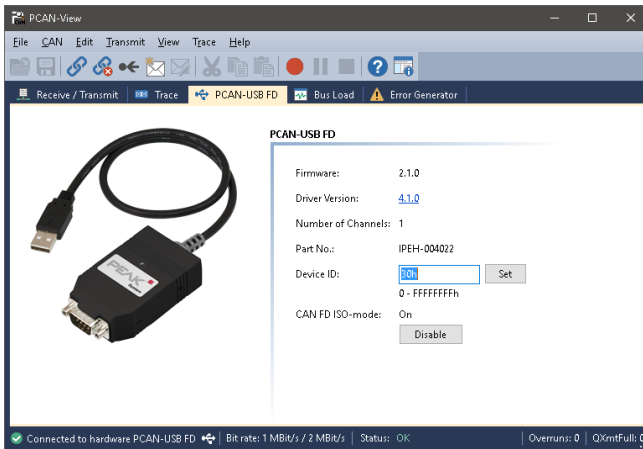 PCAN-View
File CAN Edit Transmit View Trace Help
Receive / Transmit Trace PCAN-USB FD Bus Load Error Generator
PCAN-USB FD
Firmware: 2.1.0
Driver Version: 4.1.0
Number of Channels: 1
Part No.: IPEH-004022
Device ID: 30h Set
0 - FFFFFFFFh
CAN FD ISO-mode: On
Disable
PEAK
System
Connected to hardware PCAN-USB FD Bit rate: 1 MBit/s / 2 MBit/s Status: OK Overruns: 0 QXmtFull: 0